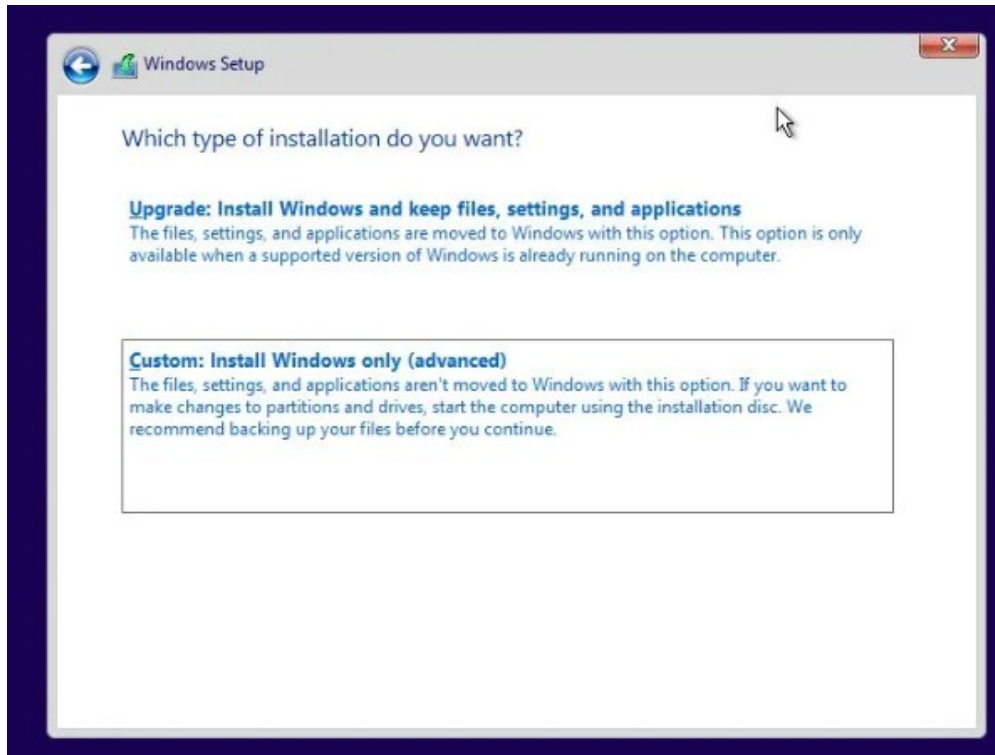 Windows Setup
Which type of installation do you want?
Upgrade: Install Windows and keep files, settings, and applications
The files, settings, and applications are moved to Windows with this option. This option is only
available when a supported version of Windows is already running on the computer.
Custom: Install Windows only (advanced)
The files, settings, and applications aren't moved to Windows with this option. If you want to
make changes to partitions and drives, start the computer using the installation disc. We
recommend backing up your files before you continue.